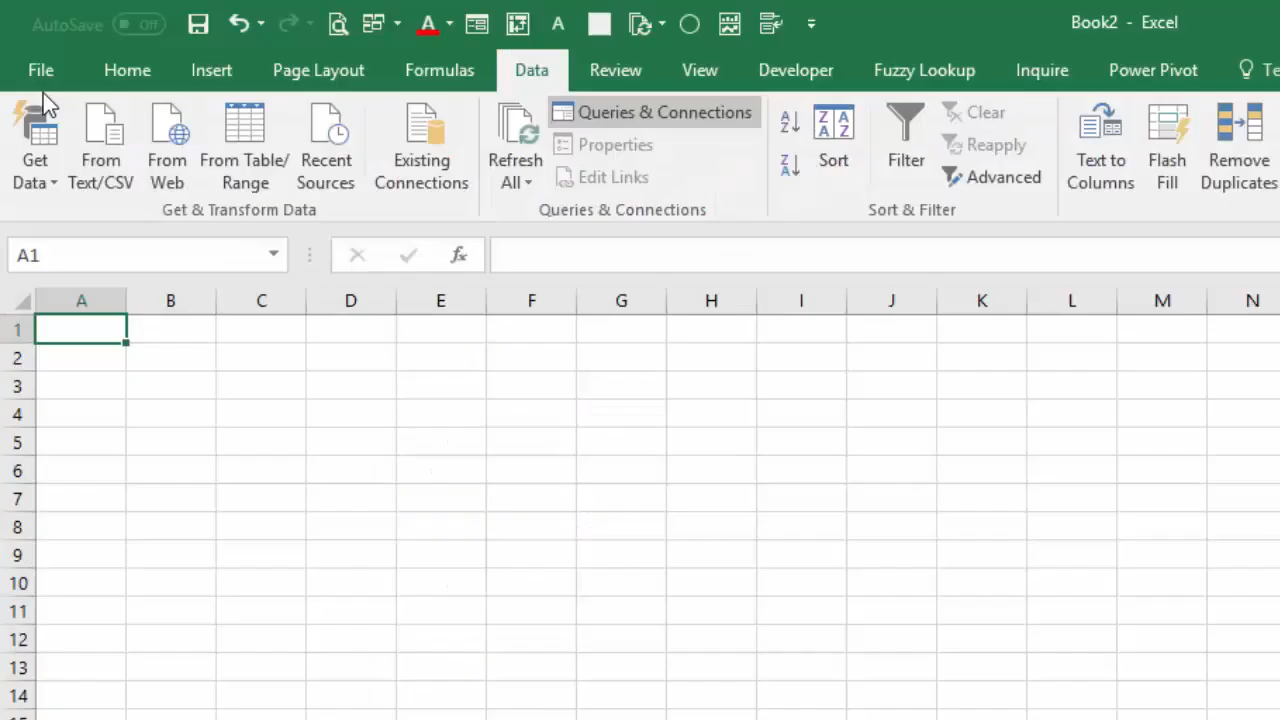 AutoSave Off A A Book2 - Excel
File Home Insert Page Layout Formulas Data Review View Developer Fuzzy Lookup Inquire Power Pivot Te
Get Data From Text/CSV From Web From Table/ Range Recent Sources Existing Connections
Get & Transform Data
Refresh All
Queries & Connections
Properties
Edit Links
Queries & Connections
A Z
Z A
Z A A Z
Sort
Filter
Clear
Reapply
Advanced
Sort & Filter
Text to Columns Flash Fill Remove Duplicates
A1 fx
A B C D E F G H I J K L M N
1
2
3
4
5
6
7
8
9
10
11
12
13
14